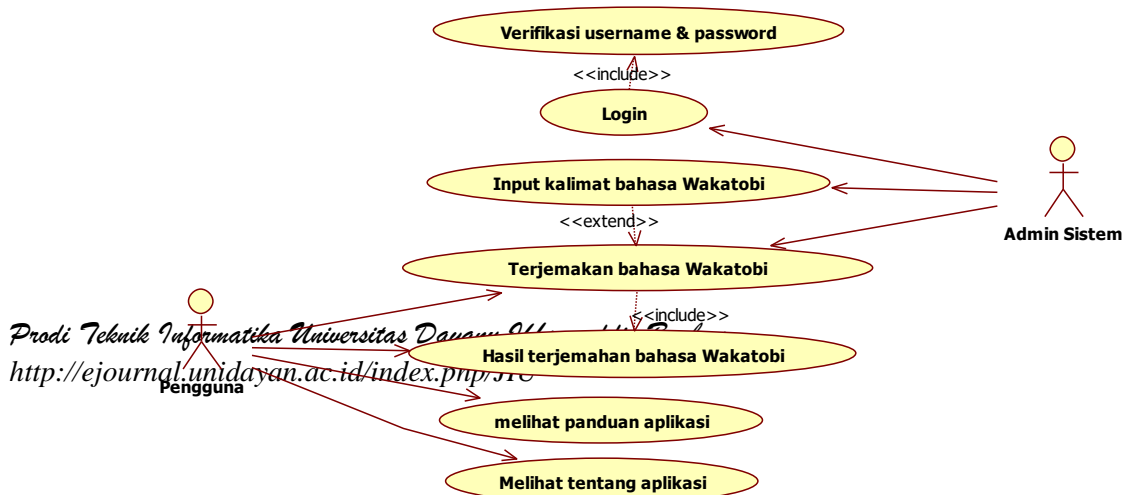 Verifikasi username & password
<<include>>
Login
Input kalimat bahasa Wakatobi
<<extend>>
Admin Sistem
Terjemakan bahasa Wakatobi
<<include>>
Prodi Teknik Informatika Universitas
Hasil terjemahan bahasa Wakatobi
http://ejournal.unidayan.ac.id/index.php/JIU
Pengguna
melihat panduan aplikasi
Melihat tentang aplikasi